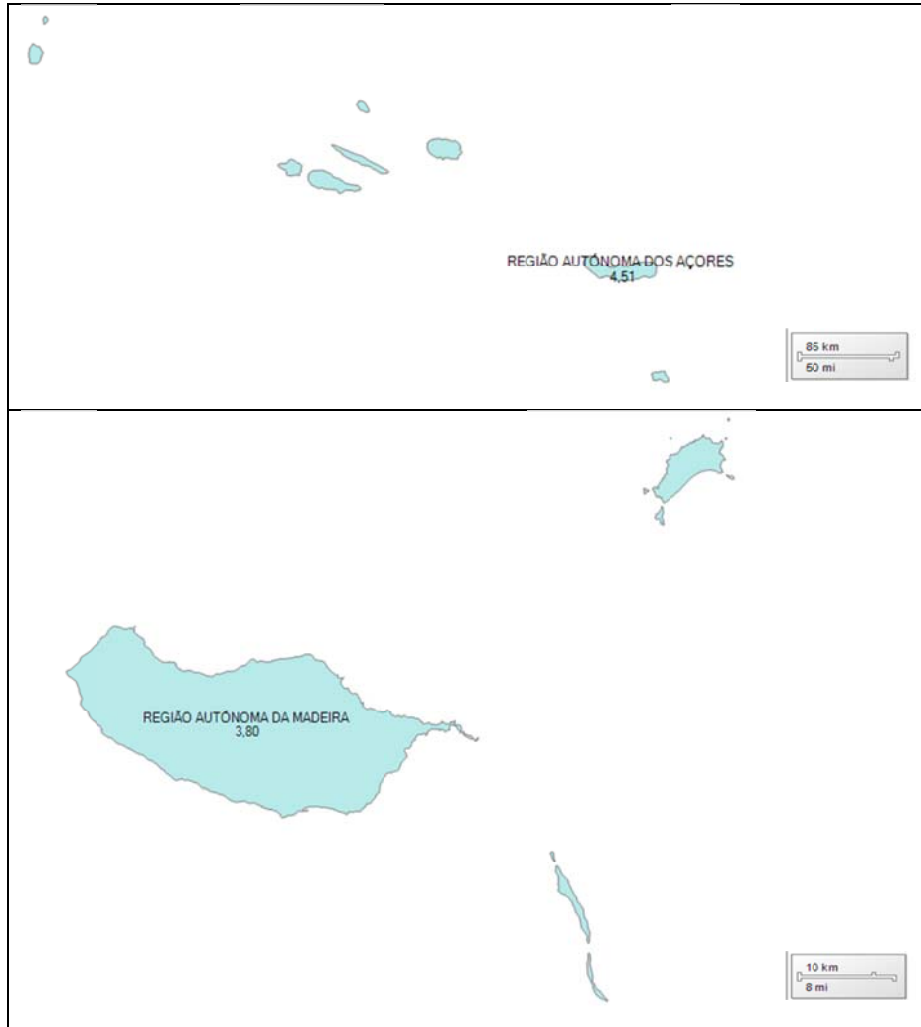 REGIÃO AUTÓNOMA DOS AÇORES
4,51
85 km
50 mi
REGIÃO AUTÓNOMA DA MADEIRA
3,80
10 km
8 mi